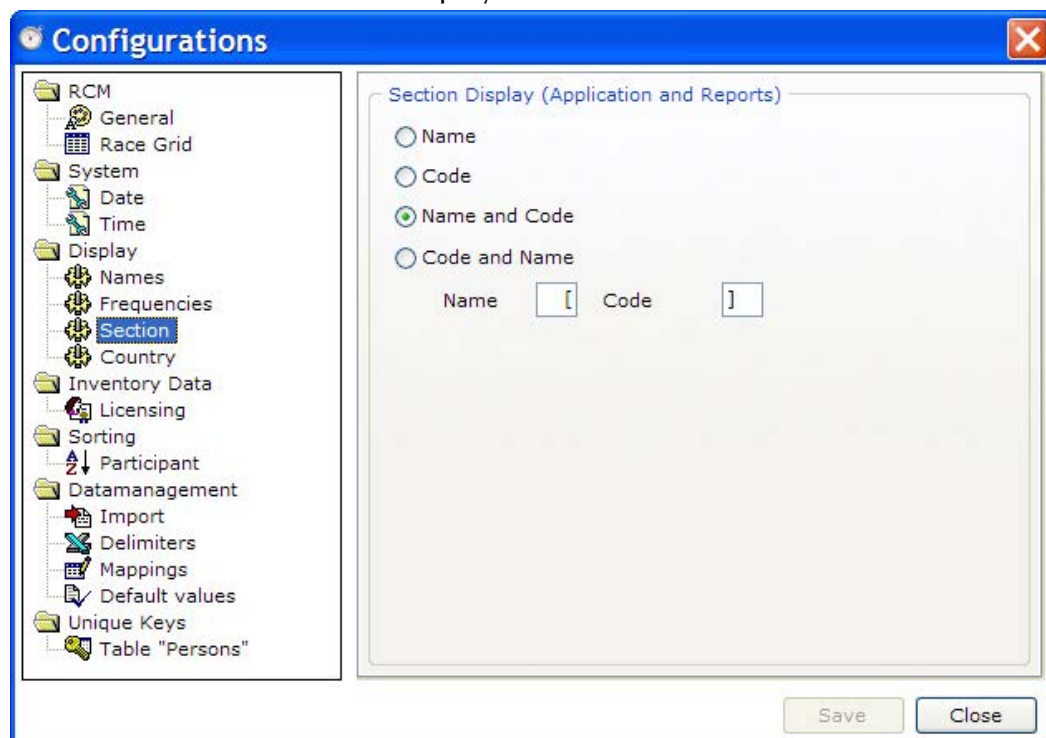 Configurations
RCM
General
Race Grid
System
Date
Time
Display
Names
Frequencies
Section
Country
Inventory Data
Licensing
Sorting
Participant
Datamanagement
Import
Delimiters
Mappings
Default values
Unique Keys
Table "Persons"
Section Display (Application and Reports)
Name
Code
Name and Code
Code and Name
Name [ Code ]
Save Close